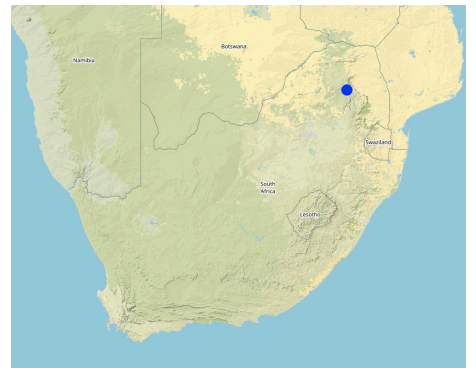 Botswana
Namibia
Swaziland
South
Africa
Lesotho